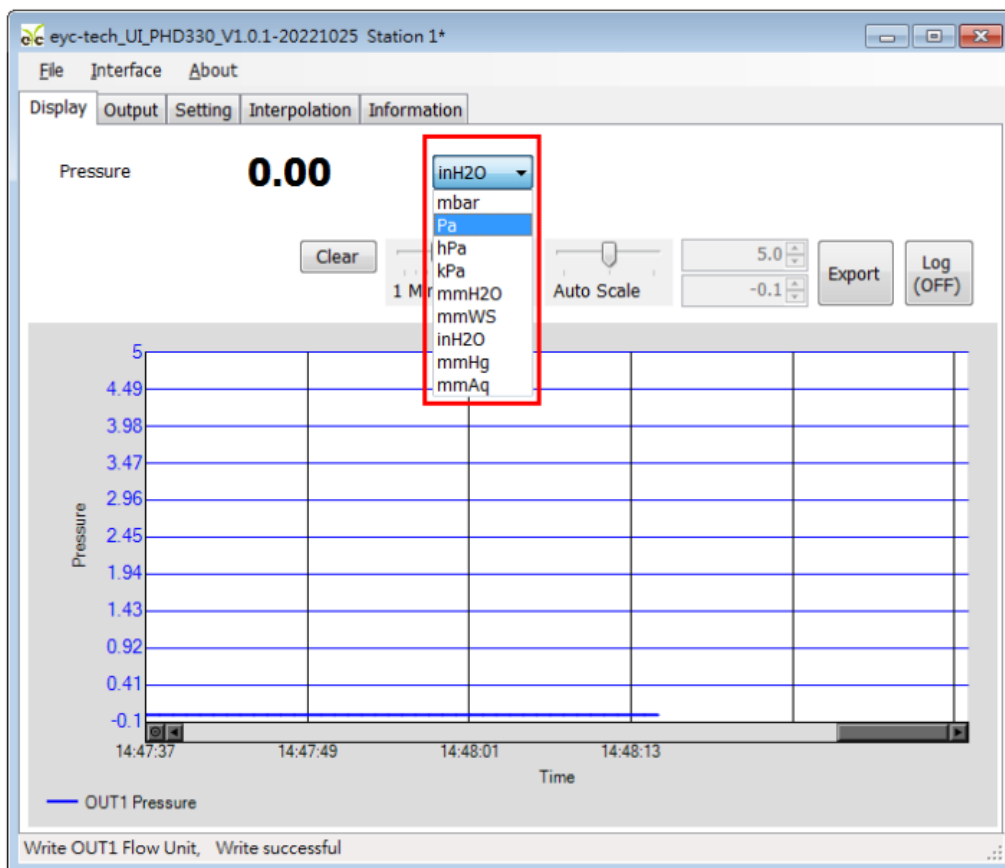 eyc-tech_UI_PHD330_V1.0.1-20221025 Station 1*
File Interface About
Display Output Setting Interpolation Information
Pressure 0.00 inH2O
mbar
Pa
hPa
kPa
mmH2O
mmWS
inH2O
mmHg
mmAq
Clear
1 Auto Scale
5.0
-0.1
Export
Log
(OFF)
Pressure
5
4.49
3.98
3.47
2.96
2.45
1.94
1.43
0.92
0.41
-0.1
14:47:37 14:47:49 14:48:01 14:48:13
Time
OUT1 Pressure
Write OUT1 Flow Unit, Write successful